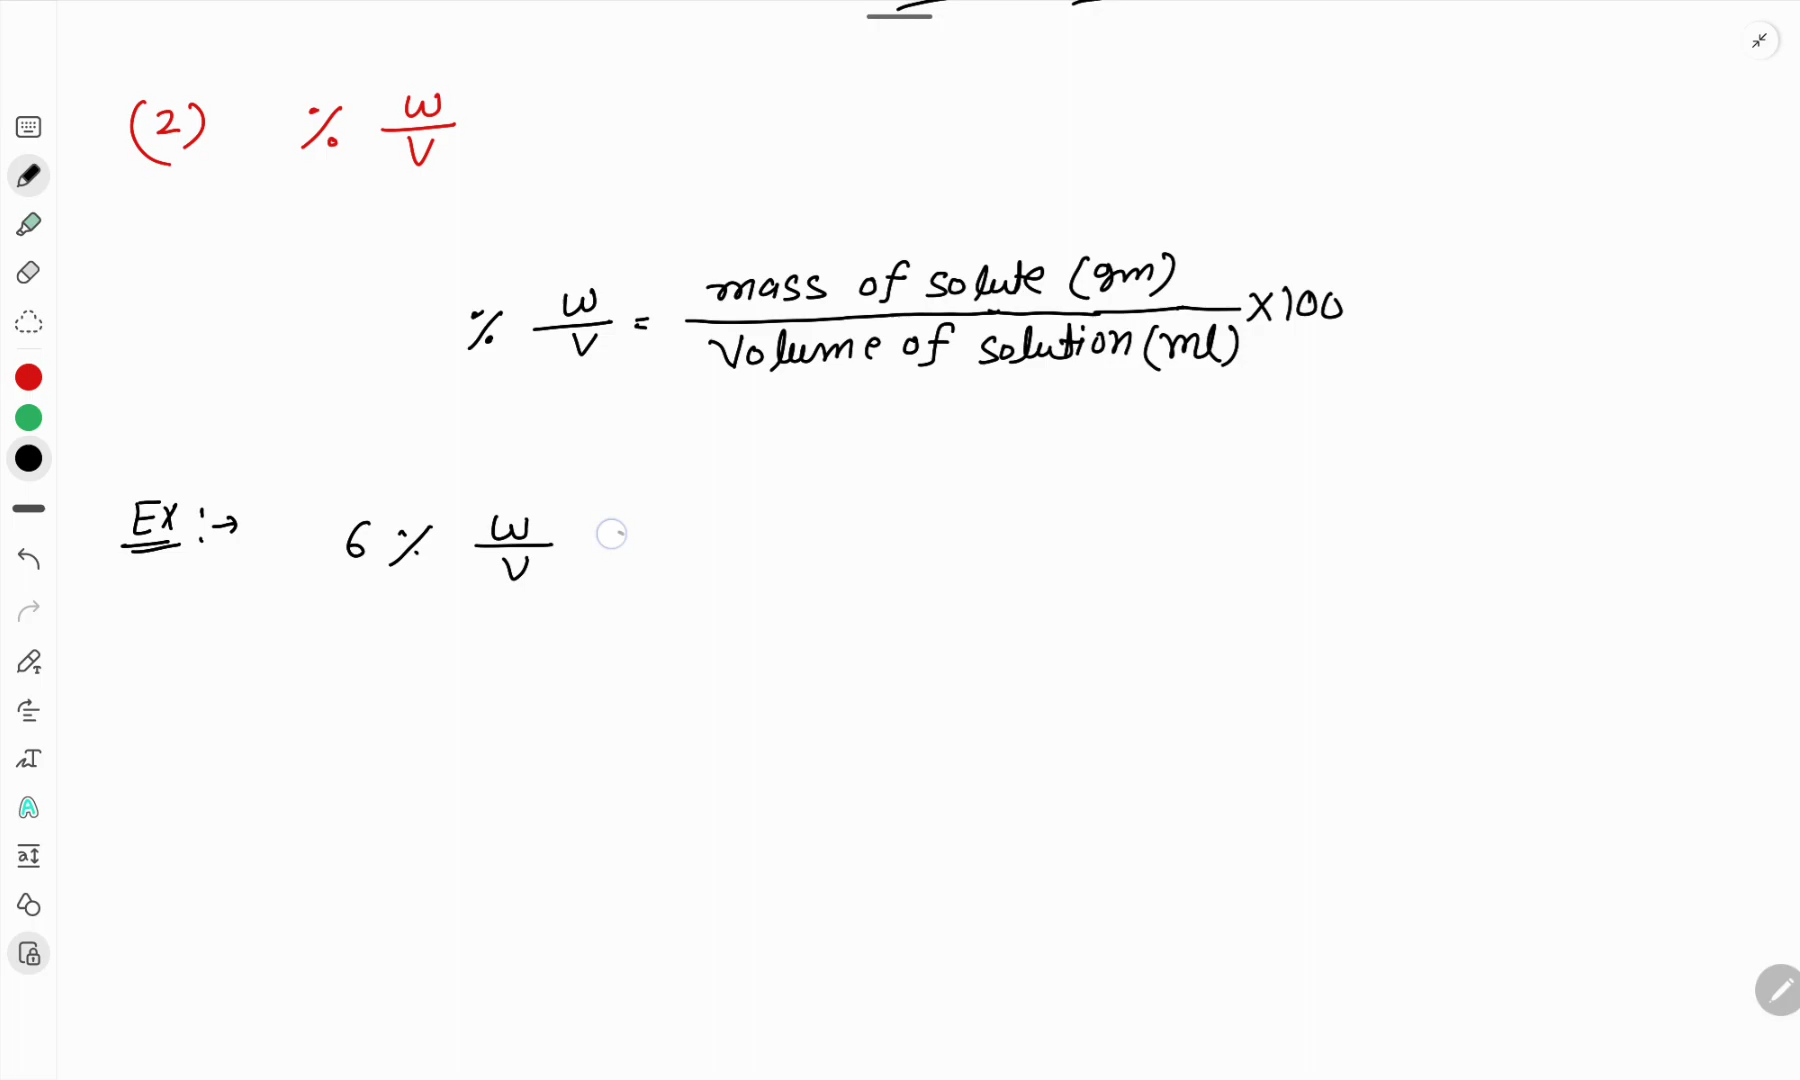 (2) % w/v
% w/v = mass of solute (gm) / Volume of solution (ml) × 100
Ex :→ 6 % w/v